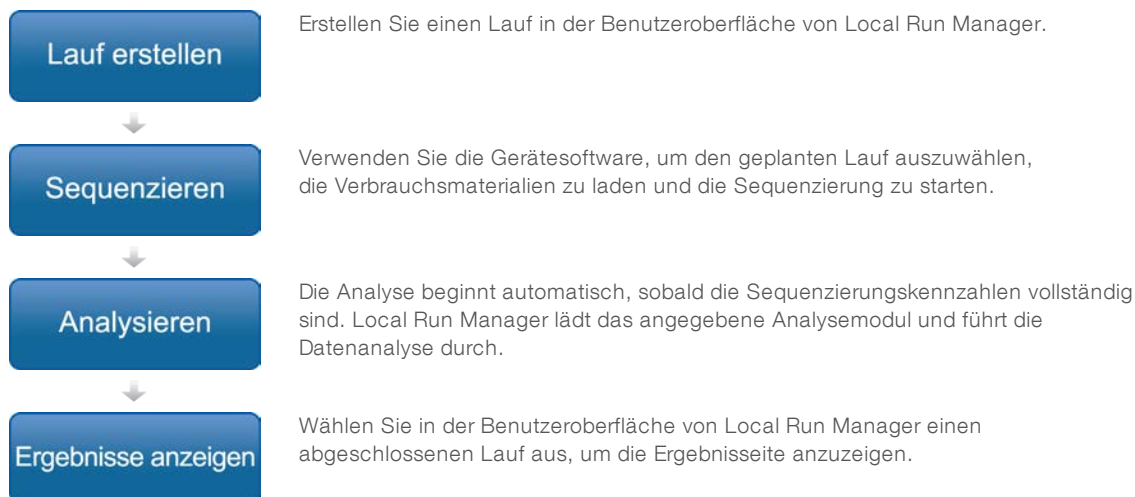 Lauf erstellen
Erstellen Sie einen Lauf in der Benutzeroberfläche von Local Run Manager.
Sequenzieren
Verwenden Sie die Gerätesoftware, um den geplanten Lauf auszuwählen,
die Verbrauchsmaterialien zu laden und die Sequenzierung zu starten.
Analysieren
Die Analyse beginnt automatisch, sobald die Sequenzierungskennzahlen vollständig
sind. Local Run Manager lädt das angegebene Analysemodul und führt die
Datenanalyse durch.
Ergebnisse anzeigen
Wählen Sie in der Benutzeroberfläche von Local Run Manager einen
abgeschlossenen Lauf aus, um die Ergebnisseite anzuzeigen.